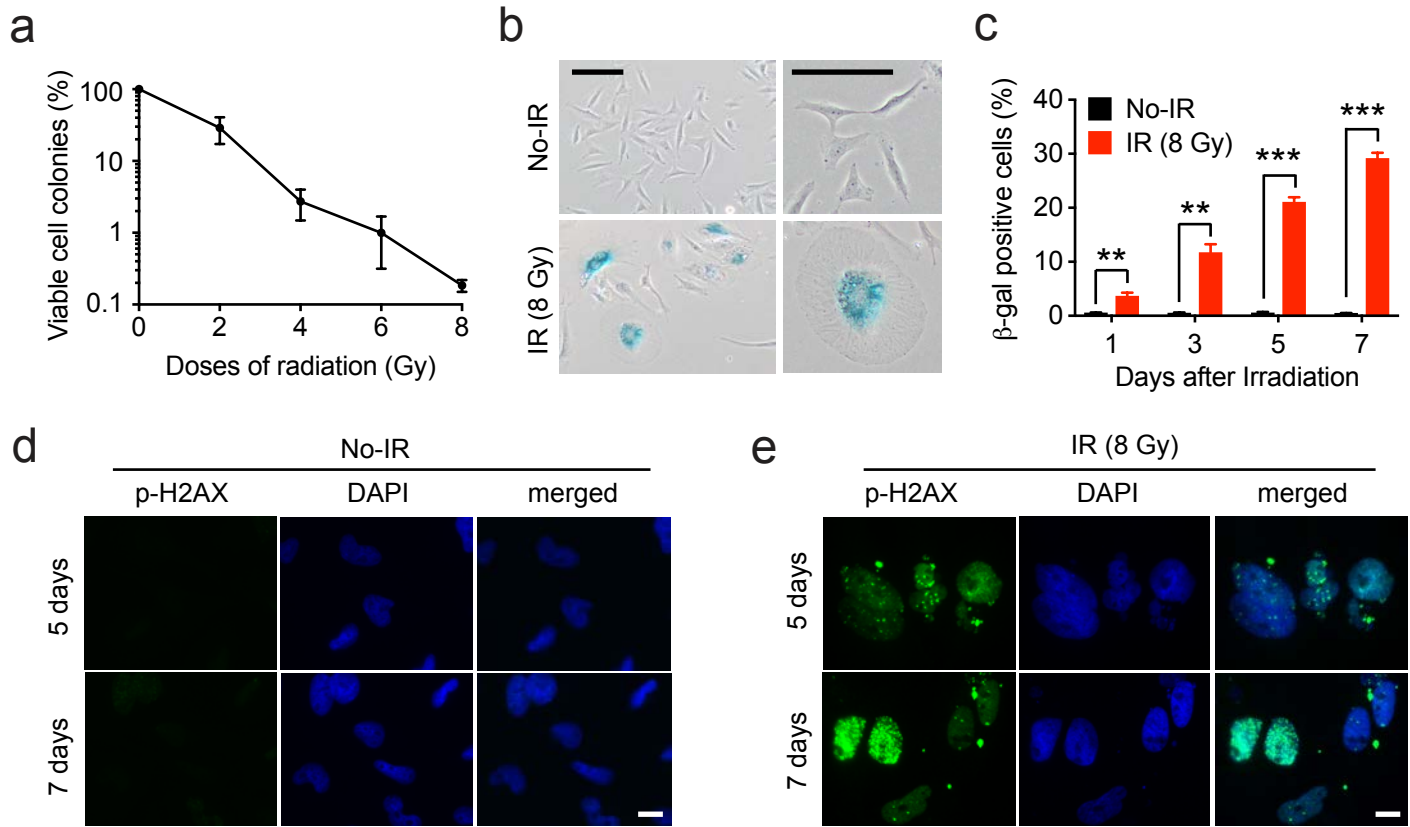 a
Viable cell colonies (%)
100
10
1
0.1
0 2 4 6 8
Doses of radiation (Gy)
b
No-IR
IR (8 Gy)
c
β-gal positive cells (%)
40
30
20
10
0
No-IR
IR (8 Gy)
** ** *** ***
1 3 5 7
Days after Irradiation
d
No-IR
p-H2AX DAPI merged
5 days
7 days
e
IR (8 Gy)
p-H2AX DAPI merged
5 days
7 days